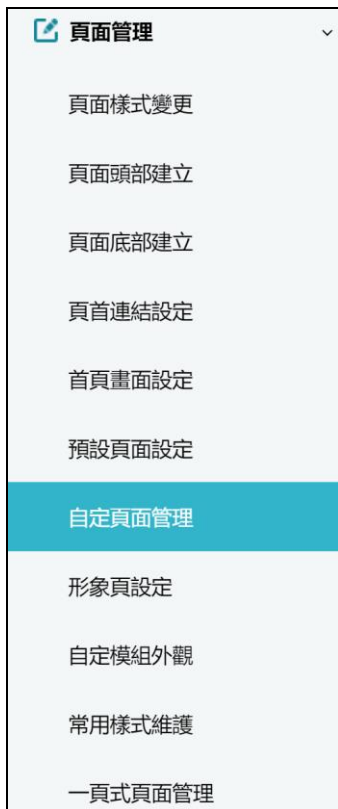 頁面管理
頁面樣式變更
頁面頭部建立
頁面底部建立
頁首連結設定
首頁畫面設定
預設頁面設定
自定頁面管理
形象頁設定
自定模組外觀
常用樣式維護
一頁式頁面管理